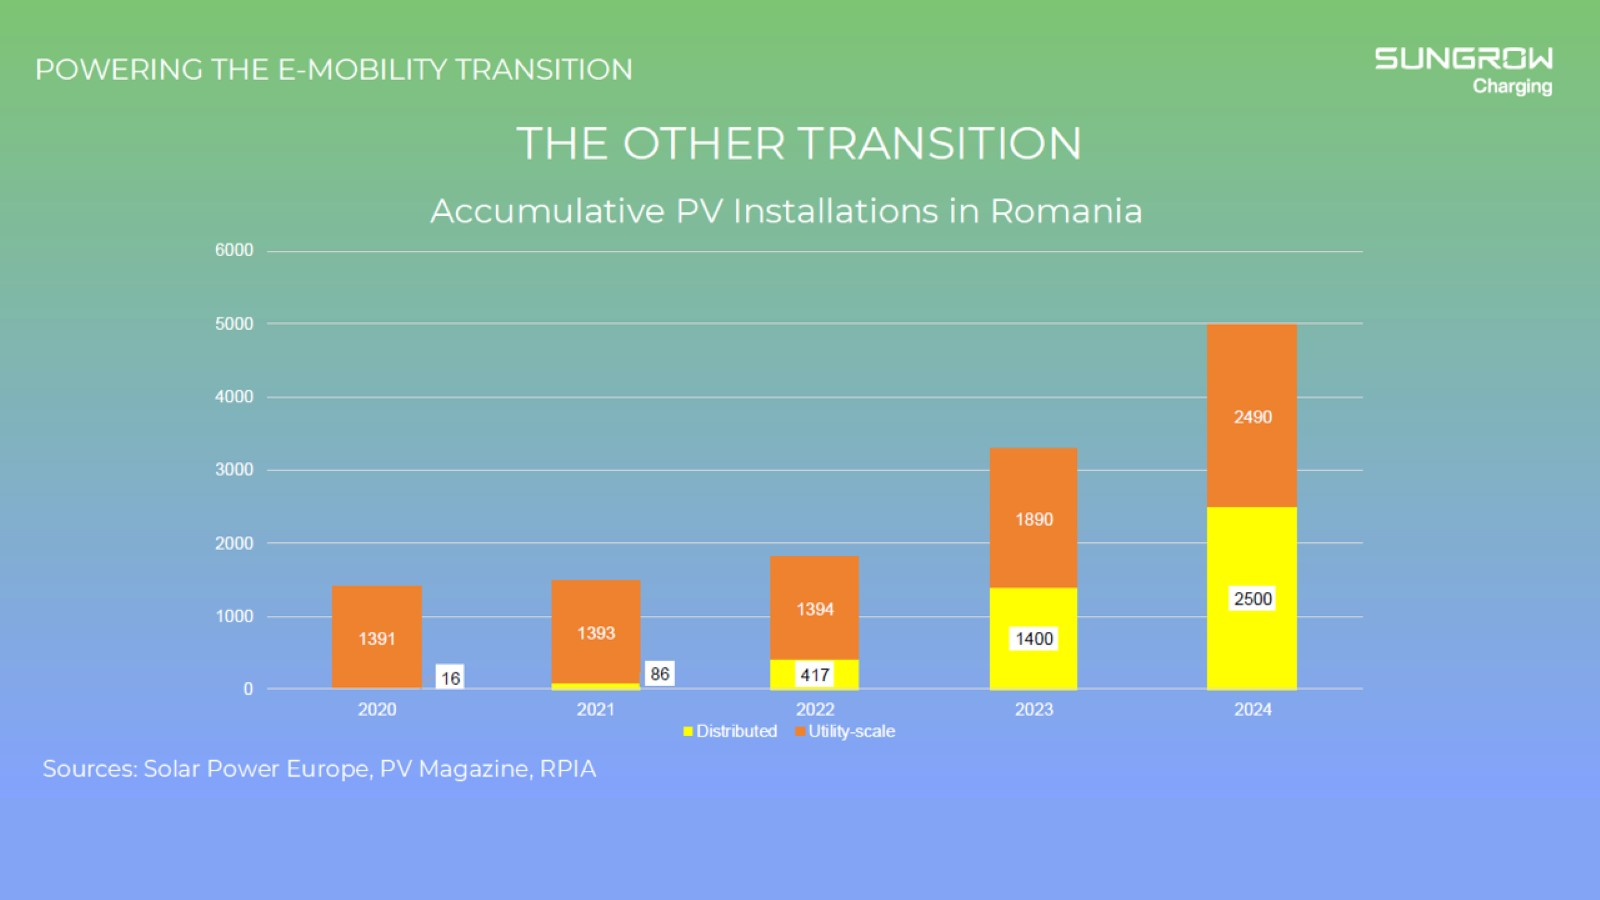 POWERING THE E-MOBILITY TRANSITION
SUNGROW
Charging
THE OTHER TRANSITION
Accumulative PV Installations in Romania
6000
5000
4000
3000
2000
1000
0
1391
16
1393
86
1394
417
1890
1400
2490
2500
2020
2021
2022
2023
2024
Distributed
Utility-scale
Sources: Solar Power Europe, PV Magazine, RPIA